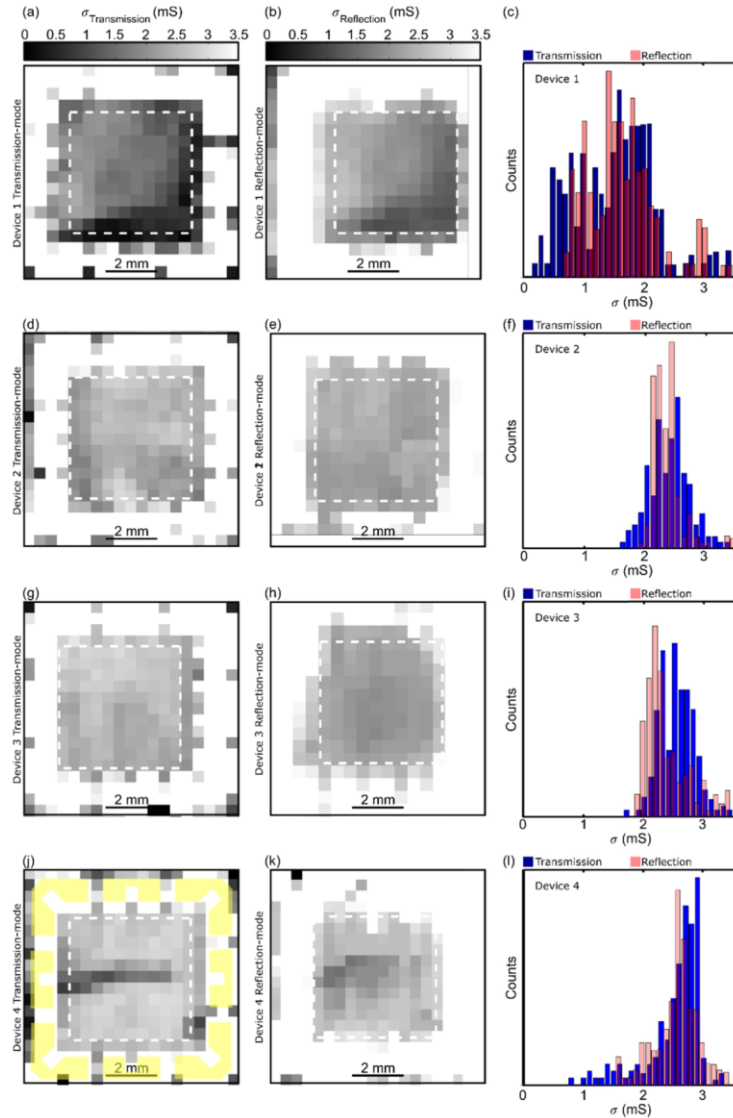 (a) σTransmission (mS)
0 0.5 1 1.5 2 2.5 3 3.5
Device 1 Transmission-mode
2 mm
(b) σReflection (mS)
0 0.5 1 1.5 2 2.5 3 3.5
Device 1 Reflection-mode
2 mm
(c)
Transmission Reflection
Device 1
Counts
0 1 2 3
σ (mS)
(d)
Device 2 Transmission-mode
2 mm
(e)
Device 2 Reflection-mode
2 mm
(f)
Transmission Reflection
Device 2
Counts
0 1 2 3
σ (mS)
(g)
Device 3 Transmission-mode
2 mm
(h)
Device 3 Reflection-mode
2 mm
(i)
Transmission Reflection
Device 3
Counts
0 1 2 3
σ (mS)
(j)
Device 4 Transmission-mode
2 mm
(k)
Device 4 Reflection-mode
2 mm
(l)
Transmission Reflection
Device 4
Counts
0 1 2 3
σ (mS)